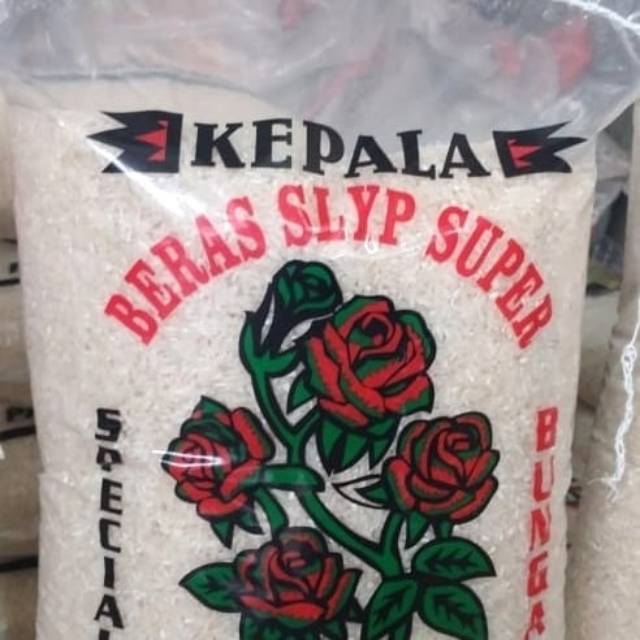 KEPALA
BERAS SLYP SUPER
SPECIAL
BUNGA